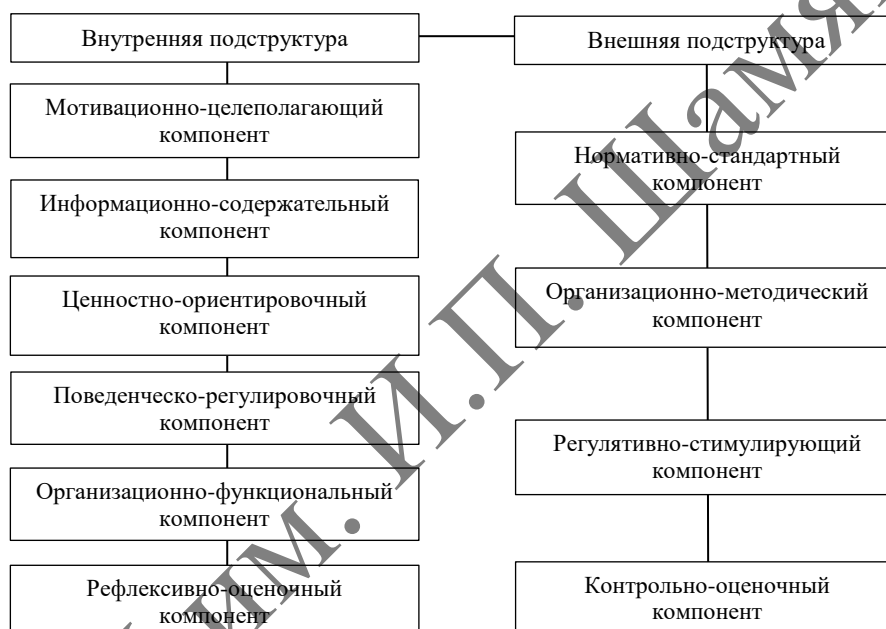 Внутренняя подструктура
Мотивационно-целеполагающий
компонент
Информационно-содержательный
компонент
Ценностно-ориентировочный
компонент
Поведенческо-регулировочный
компонент
Организационно-функциональный
компонент
Рефлексивно-оценочный
компонент
Внешняя подструктура
Нормативно-стандартный
компонент
Организационно-методический
компонент
Регулятивно-стимулирующий
компонент
Контрольно-оценочный
компонент
им. И.П.